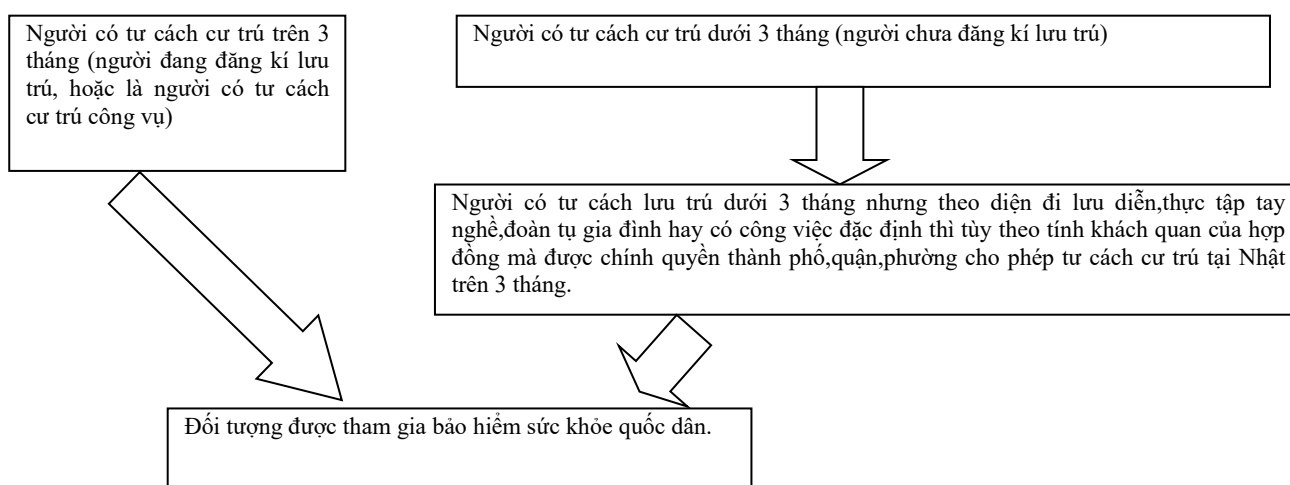 Người có tư cách cư trú trên 3
tháng (người đang đăng kí lưu
trú, hoặc là người có tư cách
cư trú công vụ)
Người có tư cách cư trú dưới 3 tháng (người chưa đăng kí lưu trú)
Người có tư cách lưu trú dưới 3 tháng nhưng theo diện đi lưu diễn,thực tập tay
nghề,đoàn tụ gia đình hay có công việc đặc định thì tùy theo tính khách quan của hợp
đồng mà được chính quyền thành phố,quận,phường cho phép tư cách cư trú tại Nhật
trên 3 tháng.
Đối tượng được tham gia bảo hiểm sức khỏe quốc dân.